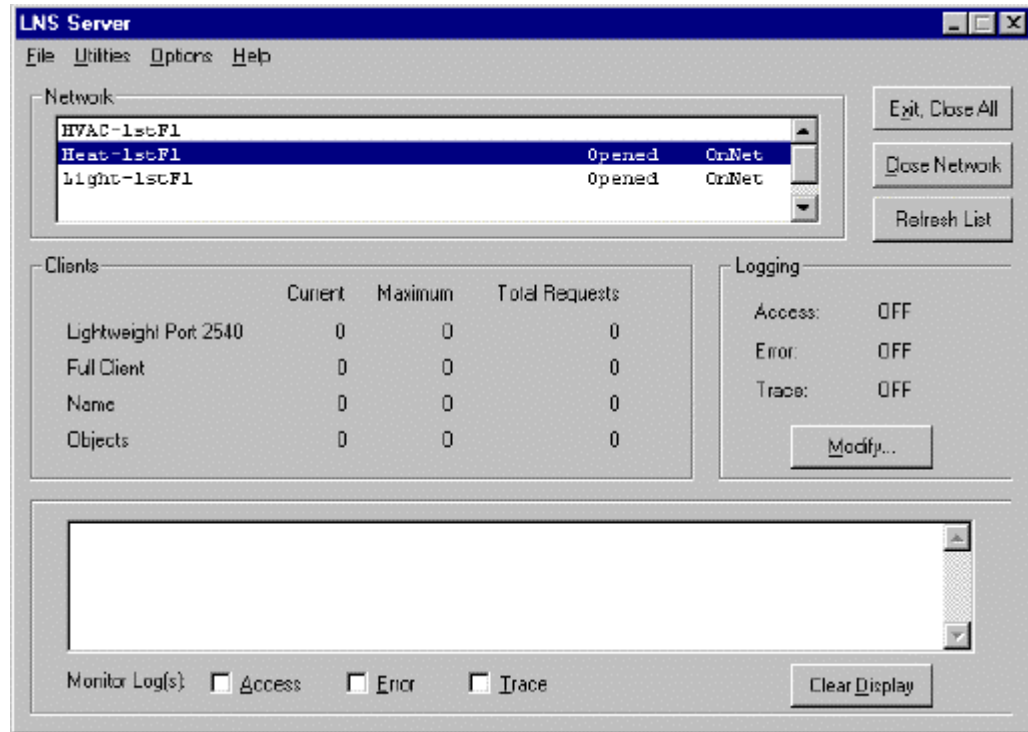 LNS Server
File Utilities Options Help
Network
HVAC-1stFl
Heat-1stFl Opened OnNet
Light-1stFl Opened OnNet
Exit, Close All
Close Network
Refresh List
Clients
Current Maximum Total Requests
Lightweight Port 2540 0 0 0
Full Client 0 0 0
Name 0 0 0
Objects 0 0 0
Logging
Access: OFF
Error: OFF
Trace: OFF
Modify...
Monitor Log(s): Access Error Trace
Clear Display